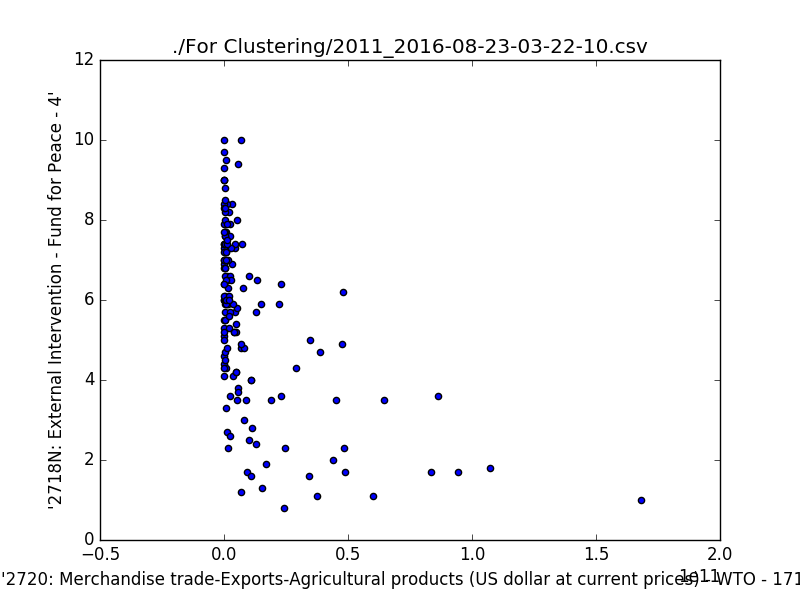 ./For Clustering/2011_2016-08-23-03-22-10.csv
12
10
8
6
4
2
0
'2718N: External Intervention - Fund for Peace - 4'
−0.5 0.0 0.5 1.0 1.5 2.0
1e11
'2720: Merchandise trade-Exports-Agricultural products (US dollar at current prices) - WTO - 171